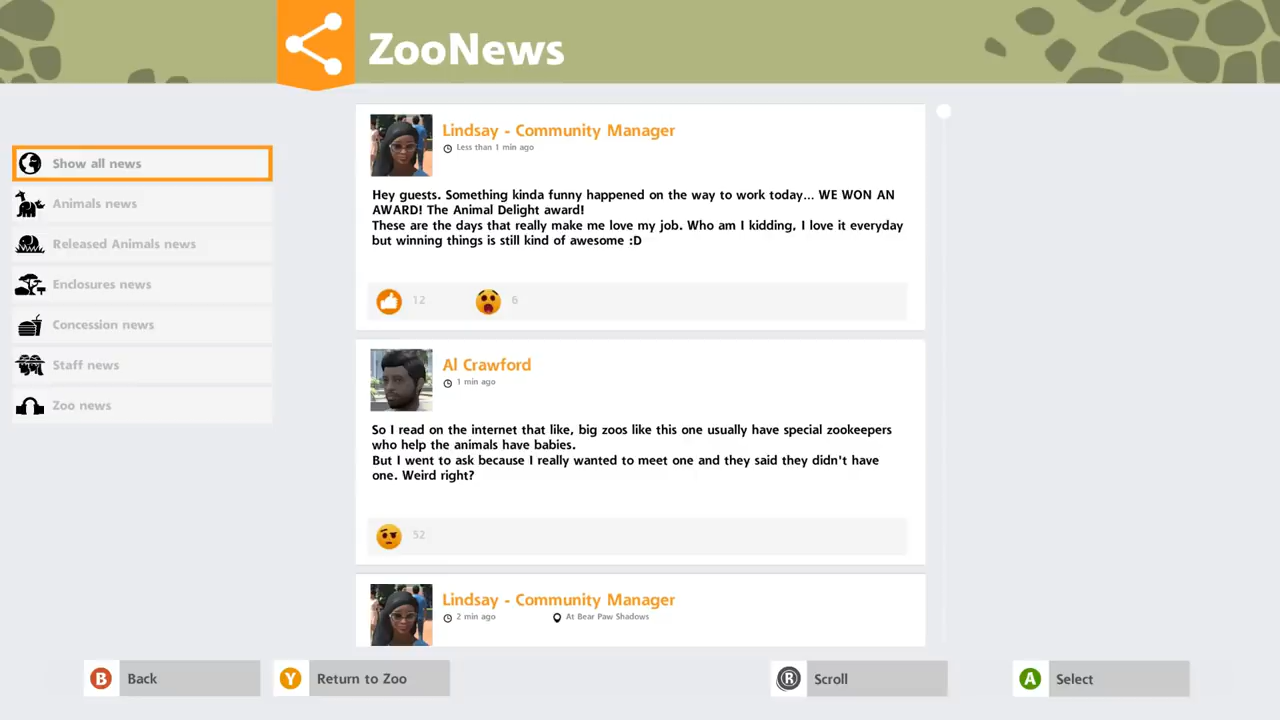 ZooNews
Show all news
Animals news
Released Animals news
Enclosures news
Concession news
Staff news
Zoo news
Lindsay - Community Manager
Less than 1 min ago
Hey guests. Something kinda funny happened on the way to work today... WE WON AN
AWARD! The Animal Delight award!
These are the days that really make me love my job. Who am I kidding, I love it everyday
but winning things is still kind of awesome :D
12 6
Al Crawford
1 min ago
So I read on the internet that like, big zoos like this one usually have special zookeepers
who help the animals have babies.
But I went to ask because I really wanted to meet one and they said they didn't have
one. Weird right?
52
Lindsay - Community Manager
2 min ago At Bear Paw Shadows
B Back Y Return to Zoo R Scroll A Select